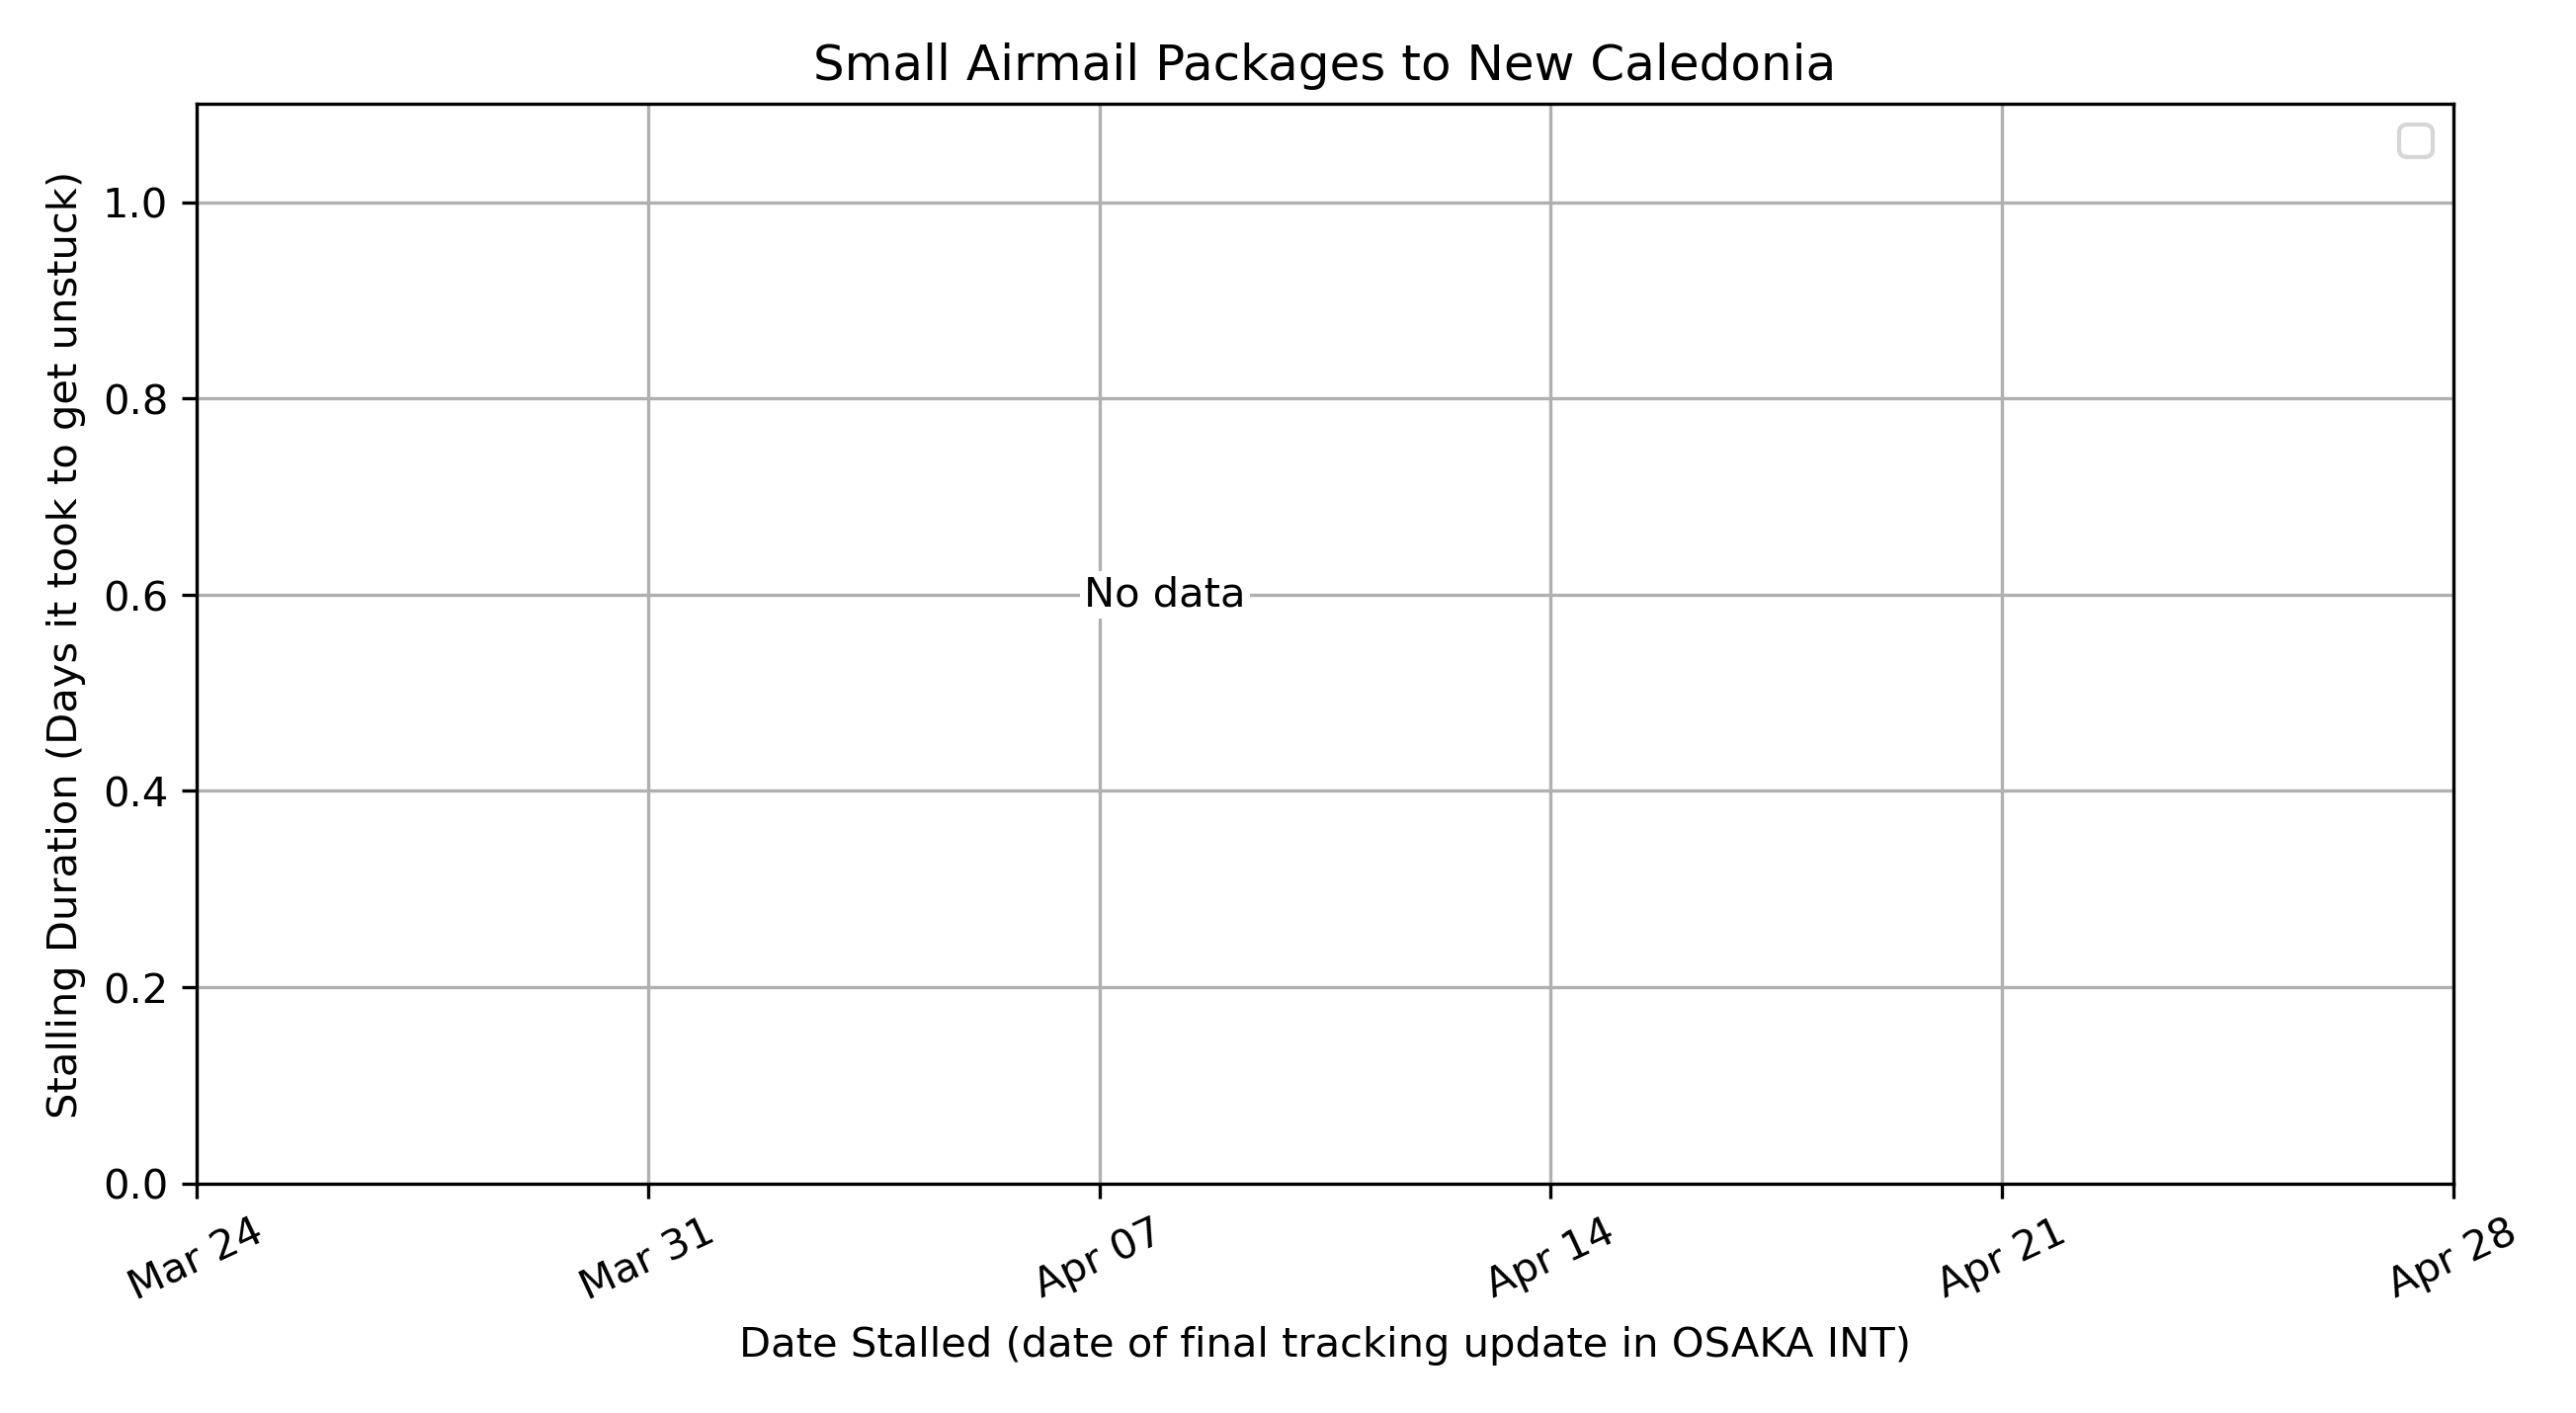 Small Airmail Packages to New Caledonia
Stalling Duration (Days it took to get unstuck)
1.0
0.8
0.6
0.4
0.2
0.0
No data
Mar 24
Mar 31
Apr 07
Apr 14
Apr 21
Apr 28
Date Stalled (date of final tracking update in OSAKA INT)